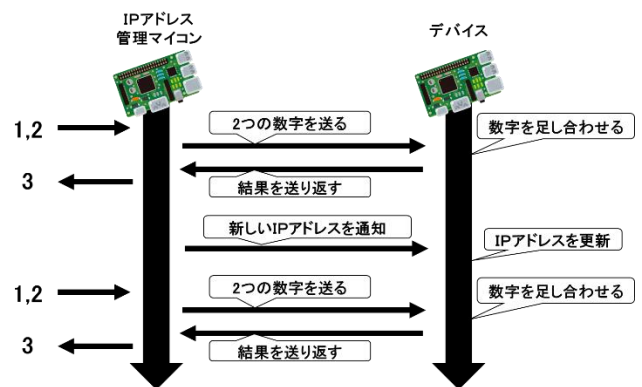 IPアドレス
管理マイコン
デバイス
1,2
2つの数字を送る
数字を足し合わせる
3
結果を送り返す
新しいIPアドレスを通知
IPアドレスを更新
1,2
2つの数字を送る
数字を足し合わせる
3
結果を送り返す